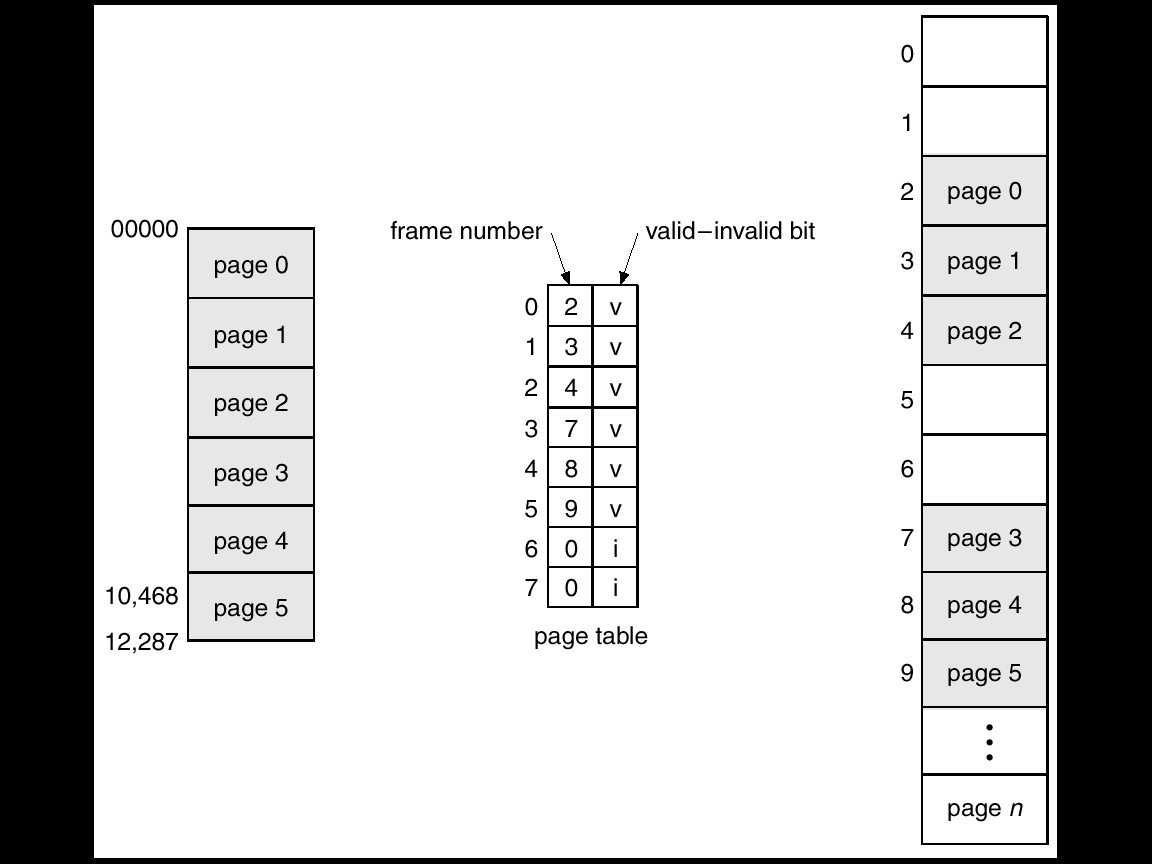 00000
page 0
page 1
page 2
page 3
page 4
10,468
page 5
12,287
frame number
valid–invalid bit
0 2 v
1 3 v
2 4 v
3 7 v
4 8 v
5 9 v
6 0 i
7 0 i
page table
0
1
2 page 0
3 page 1
4 page 2
5
6
7 page 3
8 page 4
9 page 5
page n